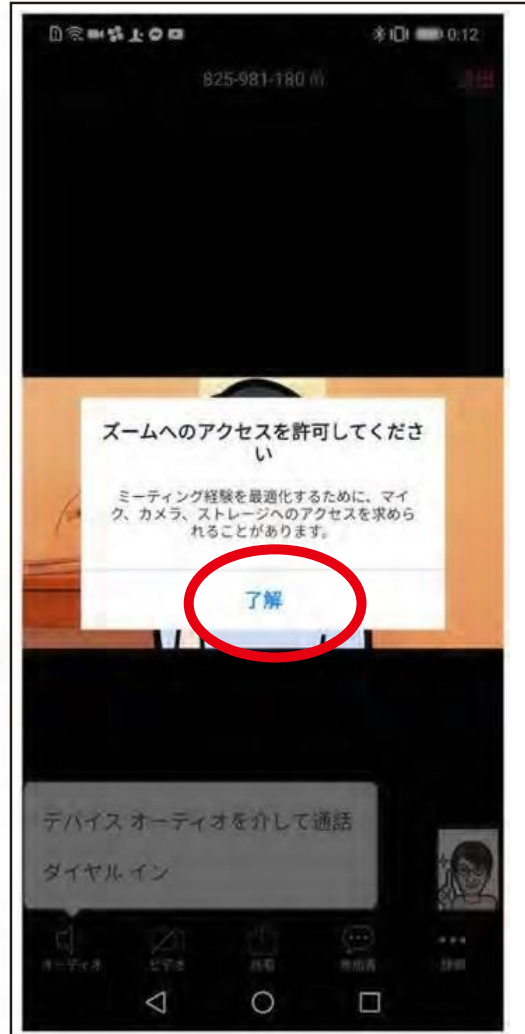 0:12
825-981-180
退出
ズームへのアクセスを許可してくださ
い
ミーティング経験を最適化するために、マイ
ク、カメラ、ストレージへのアクセスを求めら
れることがあります。
了解
デバイス オーディオを介して通話
ダイヤル イン
オーディオ
ビデオ
共有
参加者
詳細